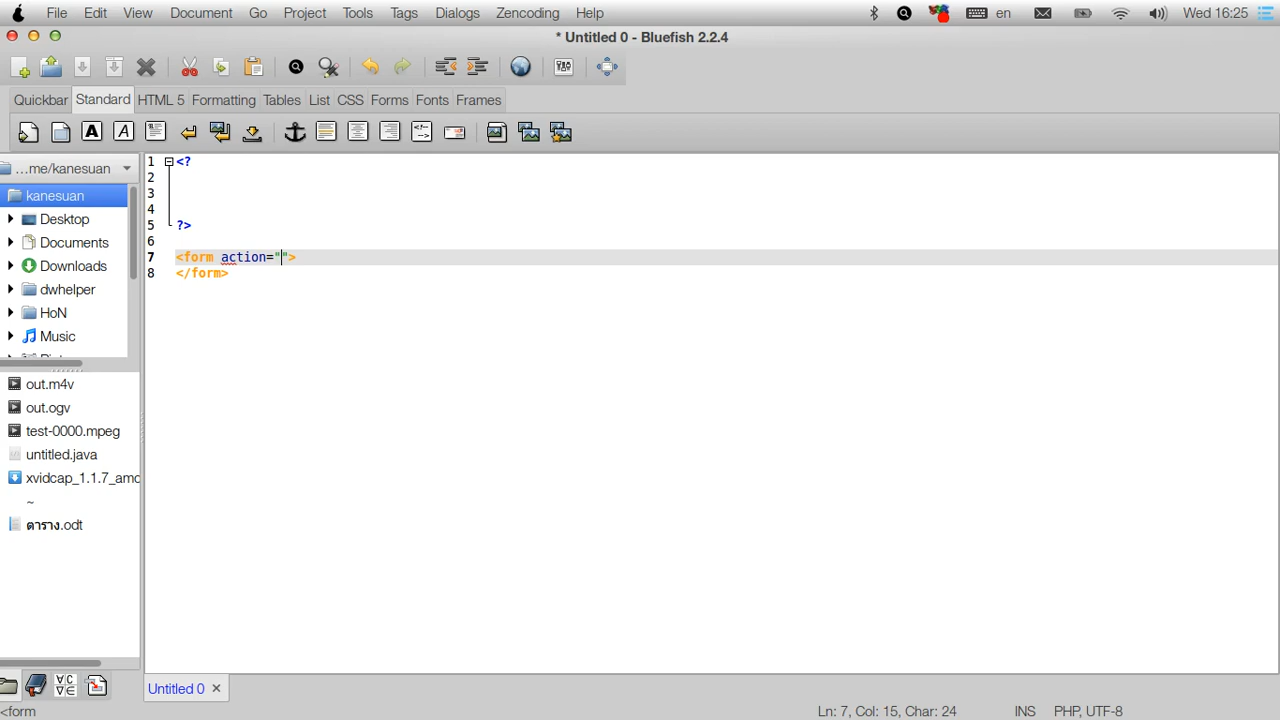 File Edit View Document Go Project Tools Tags Dialogs Zencoding Help en Wed 16:25
* Untitled 0 - Bluefish 2.2.4
Quickbar Standard HTML 5 Formatting Tables List CSS Forms Fonts Frames
...me/kanesuan
kanesuan
Desktop
Documents
Downloads
dwhelper
HoN
Music
out.m4v
out.ogv
test-0000.mpeg
untitled.java
xvidcap_1.1.7_amd
~
ตาราง.odt
1 <?
2
3
4
5 ?>
6
7 <form action="">
8 </form>
Untitled 0
<form Ln: 7, Col: 15, Char: 24 INS PHP, UTF-8